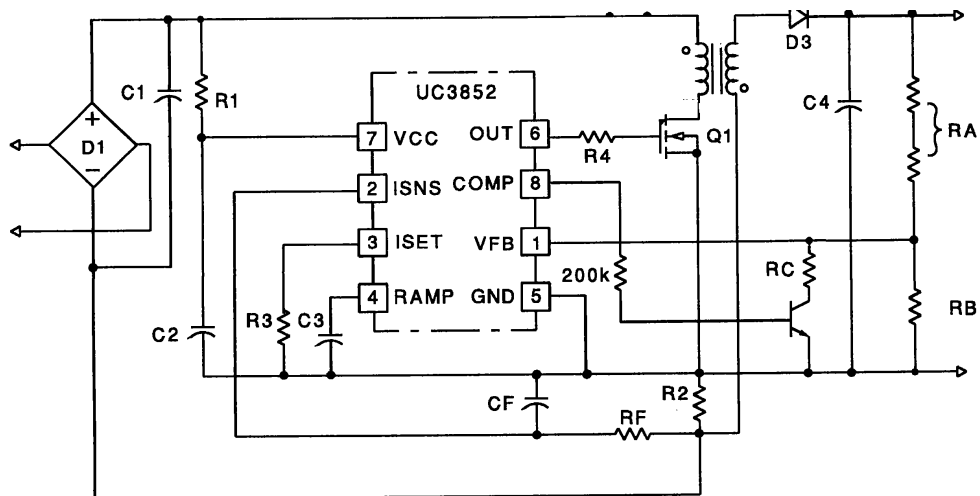 D3
C1
R1
UC3852
C4
RA
+
D1
−
7 VCC
OUT 6
R4
Q1
2 ISNS
COMP 8
3 ISET
VFB 1
200k
RC
4 RAMP
GND 5
C2
R3
C3
RB
CF
RF
R2